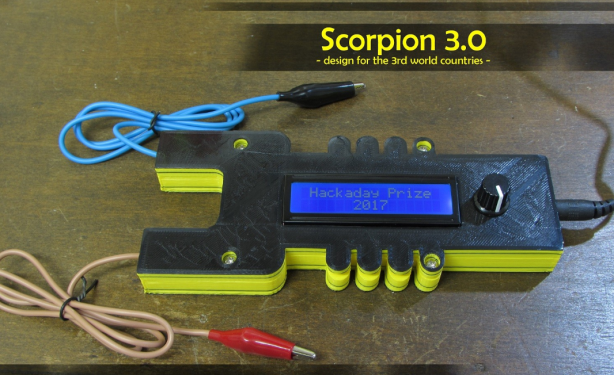 Scorpion 3.0
- design for the 3rd world countries -
Hackaday Prize
2017